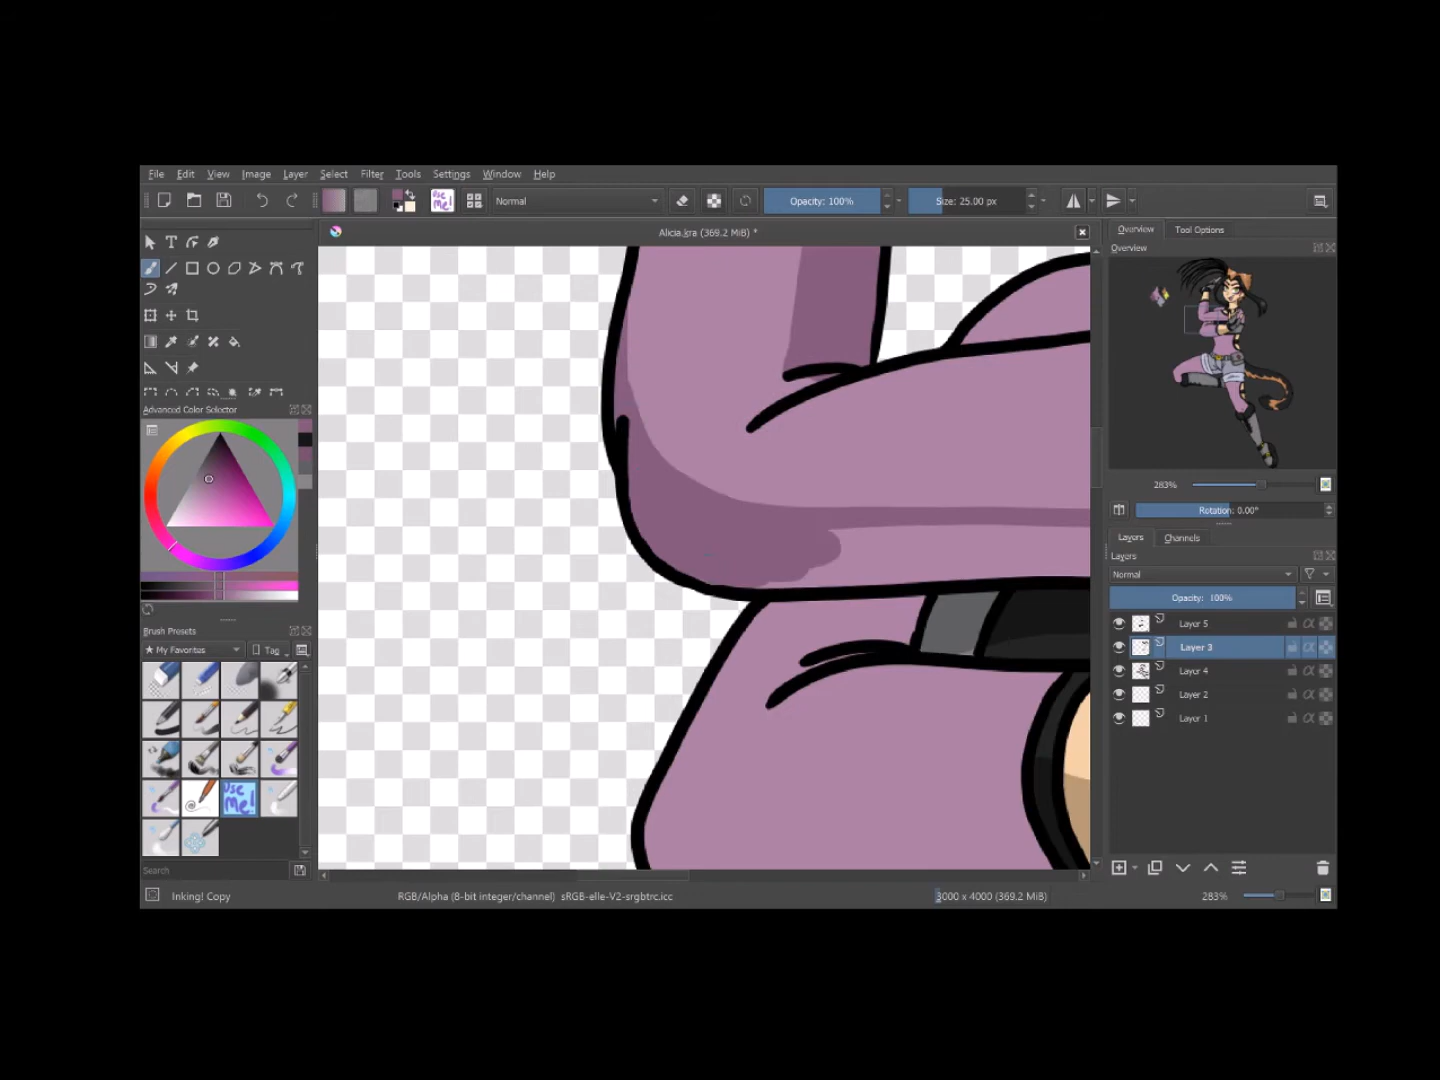 File Edit View Image Layer Select Filter Tools Settings Window Help
use me! Normal Opacity: 100% Size: 25.00 px
Alicia.kra (369.2 MiB) *
Overview Tool Options
Overview
Advanced Color Selector
283%
Rotation: 0.00°
Layers Channels
Layers
Normal
Opacity: 100%
Layer 5
Layer 3
Layer 4
Layer 2
Layer 1
Brush Presets
★ My Favorites Tag
use me!
Search
Inking! Copy RGB/Alpha (8-bit integer/channel) sRGB-elle-V2-srgbtrc.icc 3000 x 4000 (369.2 MiB) 283%